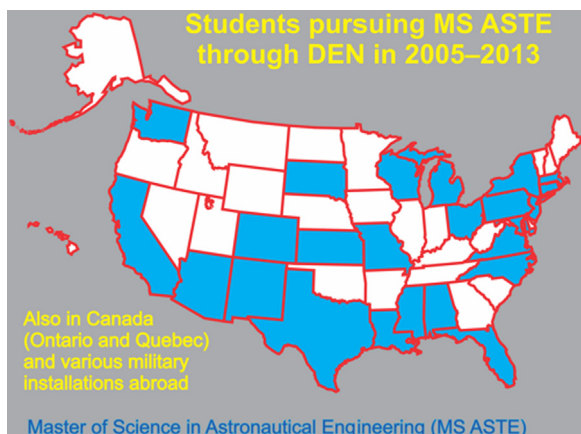 Students pursuing MS ASTE
through DEN in 2005–2013
Also in Canada
(Ontario and Quebec)
and various military
installations abroad
Master of Science in Astronautical Engineering (MS ASTE)